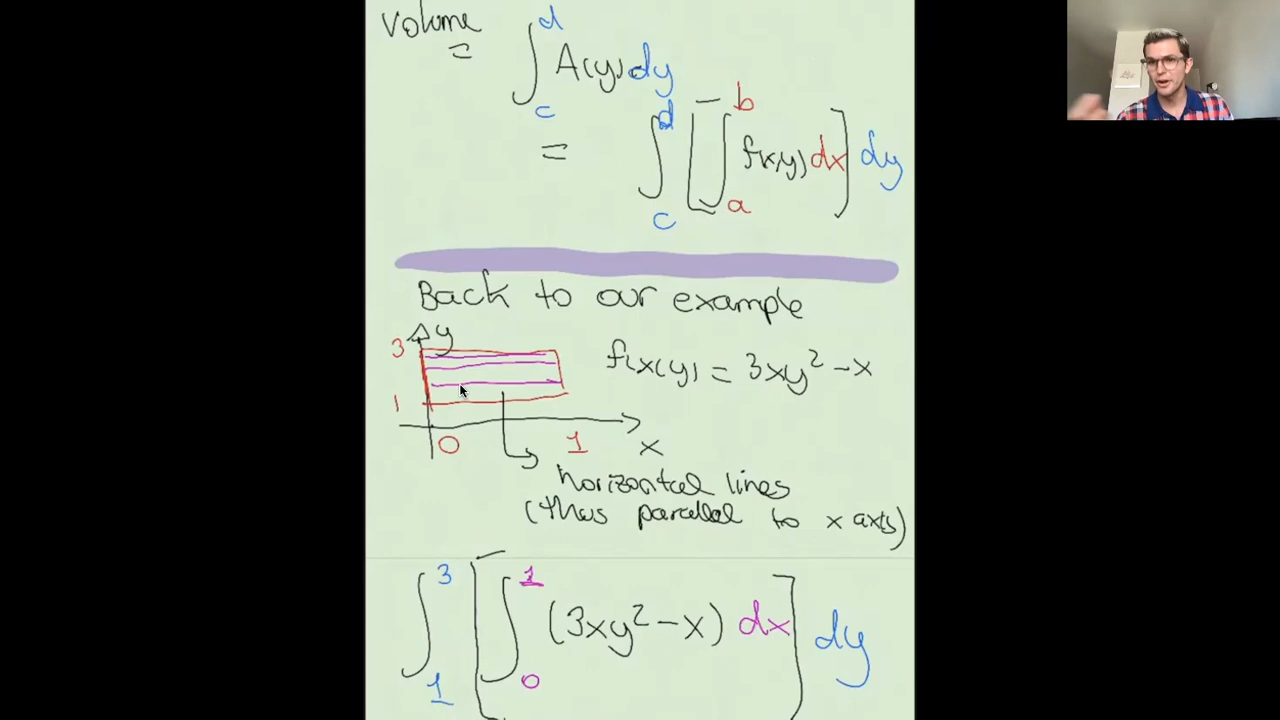 Volume
= ∫_c^d A(y) dy
= ∫_c^d [ ∫_a^b f(x,y) dx ] dy
Back to our example
y
3
1
0 1 x
f(x,y) = 3xy² - x
horizontal lines
(thus parallel to x axis)
∫_1^3 [ ∫_0^1 (3xy² - x) dx ] dy